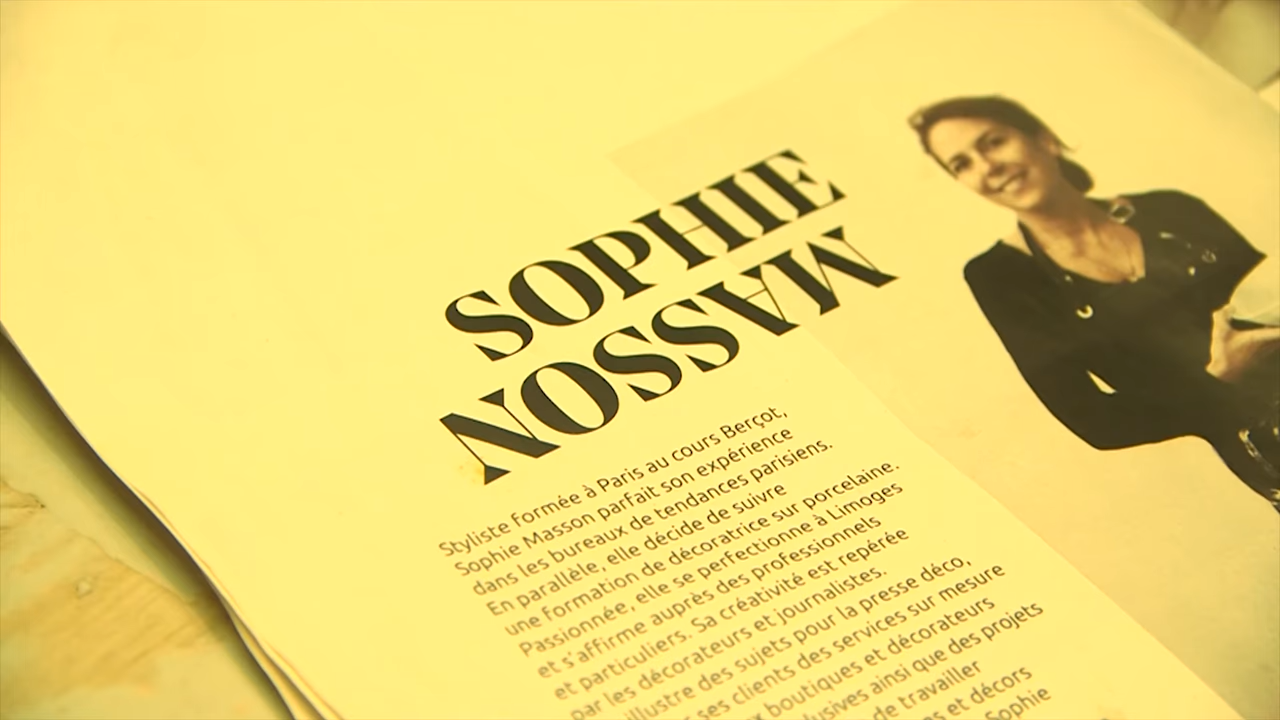 SOPHIE
MASSON
Styliste formée à Paris au cours Berçot,
Sophie Masson parfait son expérience
dans les bureaux de tendances parisiens.
En parallèle, elle décide de suivre
une formation de décoratrice sur porcelaine.
Passionnée, elle se perfectionne à Limoges
et s'affirme auprès des professionnels
et particuliers. Sa créativité est repérée
par les décorateurs et journalistes.
illustre des sujets pour la presse déco,
ses clients des services sur mesure
boutiques et décorateurs
ainsi que des projets
de travailler
et décors
Sophie